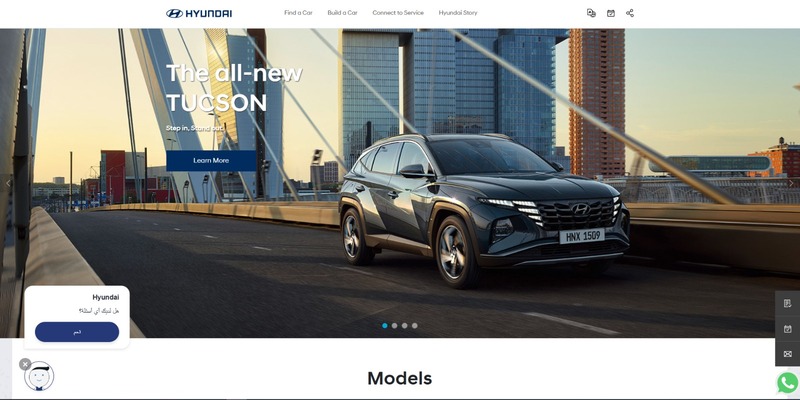 HYUNDAI
Find a Car
Build a Car
Connect to Service
Hyundai Story
The all-new
TUCSON
Step in, Stand out.
Learn More
HNX 1509
Hyundai
هل لديك أي أسئلة؟
نعم
Models